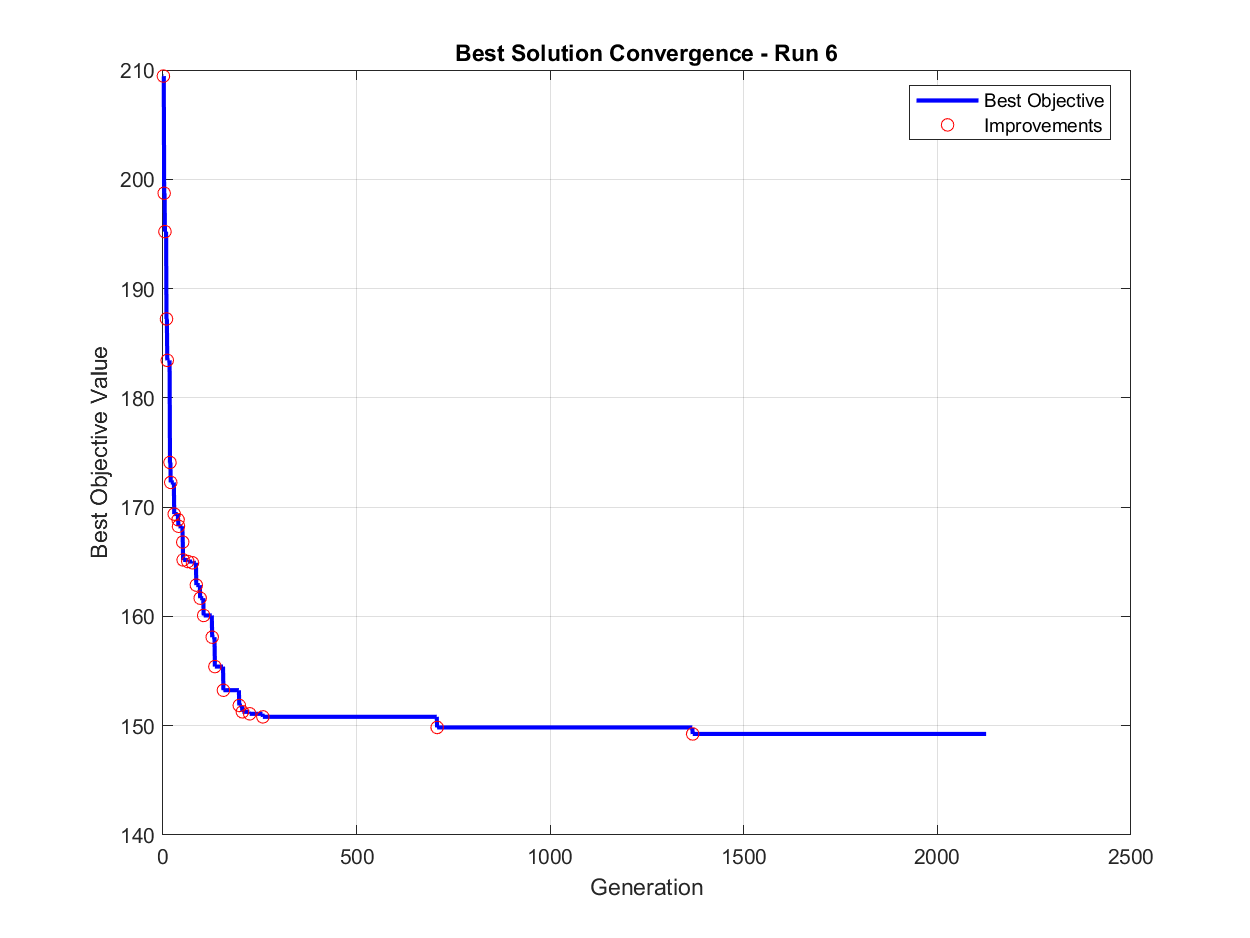 Best Solution Convergence - Run 6
Best Objective
Improvements
Best Objective Value
210
200
190
180
170
160
150
140
0 500 1000 1500 2000 2500
Generation